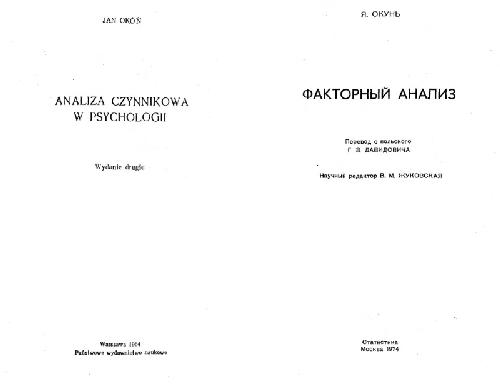 JAN OKOŃ
ANALIZA CZYNNIKOWA
W PSYCHOLOGII
Wydanie drugie
Warszawa 1964
Państwowe wydawnictwo naukowe
Я. ОКУНЬ
ФАКТОРНЫЙ АНАЛИЗ
Перевод с польского
Г. З. ДАВИДОВИЧА
Научный редактор В. М. ЖУКОВСКАЯ
Статистика
Москва 1974